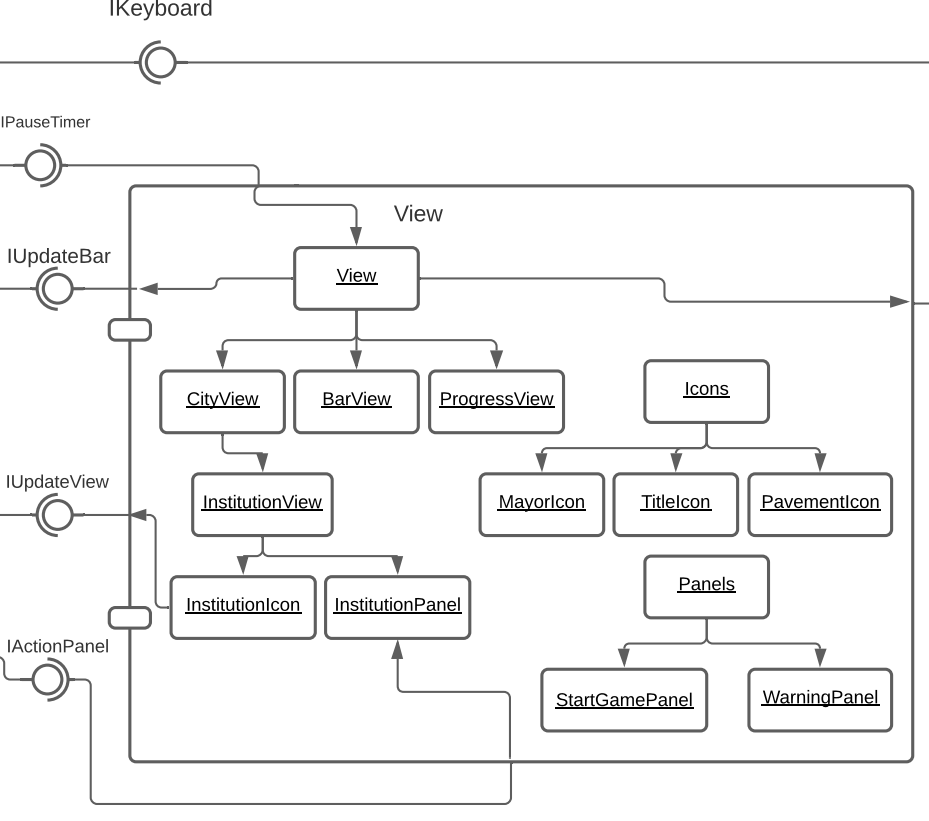 IKeyboard
IPauseTimer
View
IUpdateBar
View
CityView
BarView
ProgressView
Icons
IUpdateView
InstitutionView
MayorIcon
TitleIcon
PavementIcon
Panels
InstitutionIcon
InstitutionPanel
IActionPanel
StartGamePanel
WarningPanel